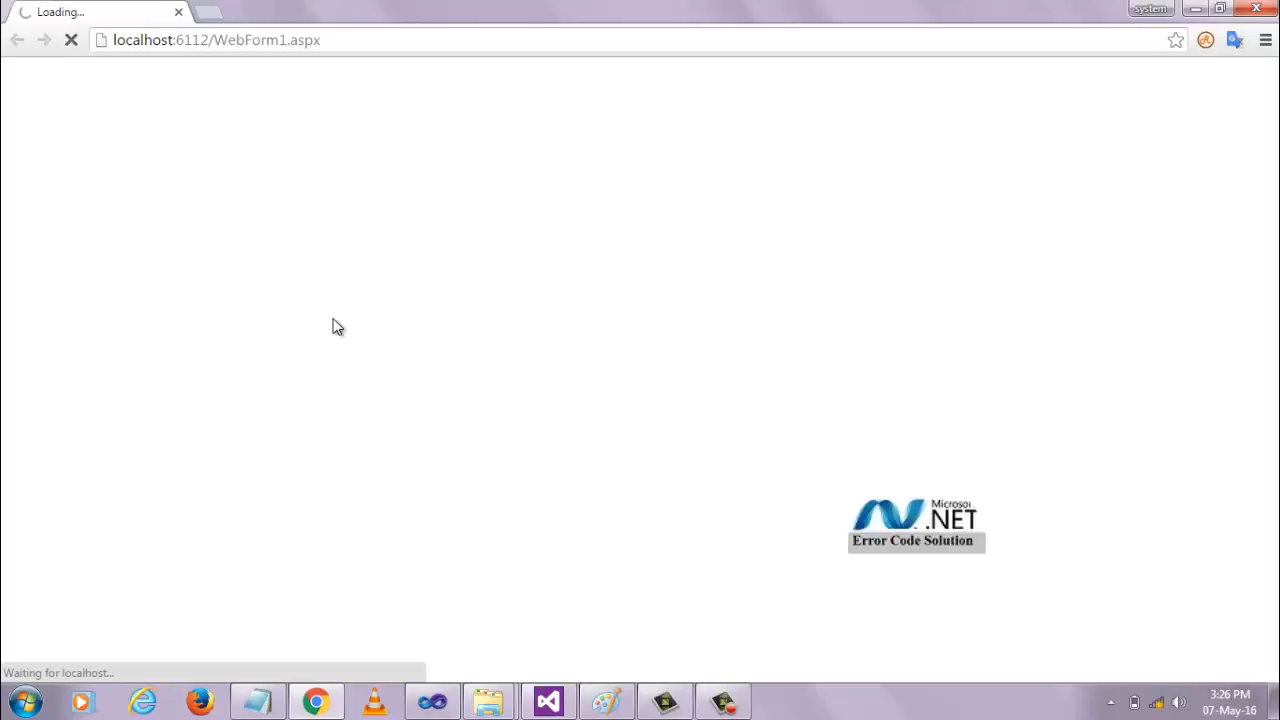 Loading...
system
localhost:6112/WebForm1.aspx
.NET
Error Code Solution
Waiting for localhost...
3:26 PM
07-May-16